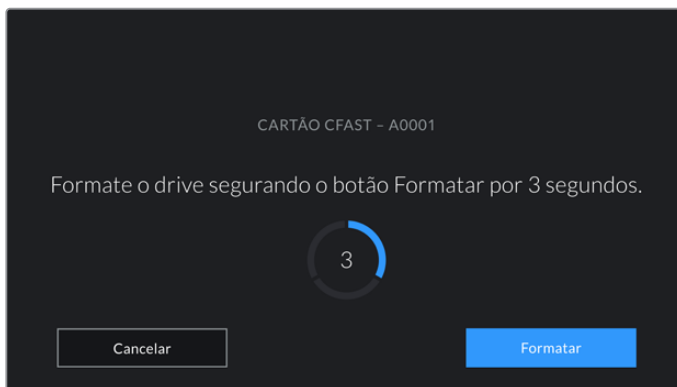 CARTÃO CFAST – A0001
Formate o drive segurando o botão Formatar por 3 segundos.
3
Cancelar
Formatar